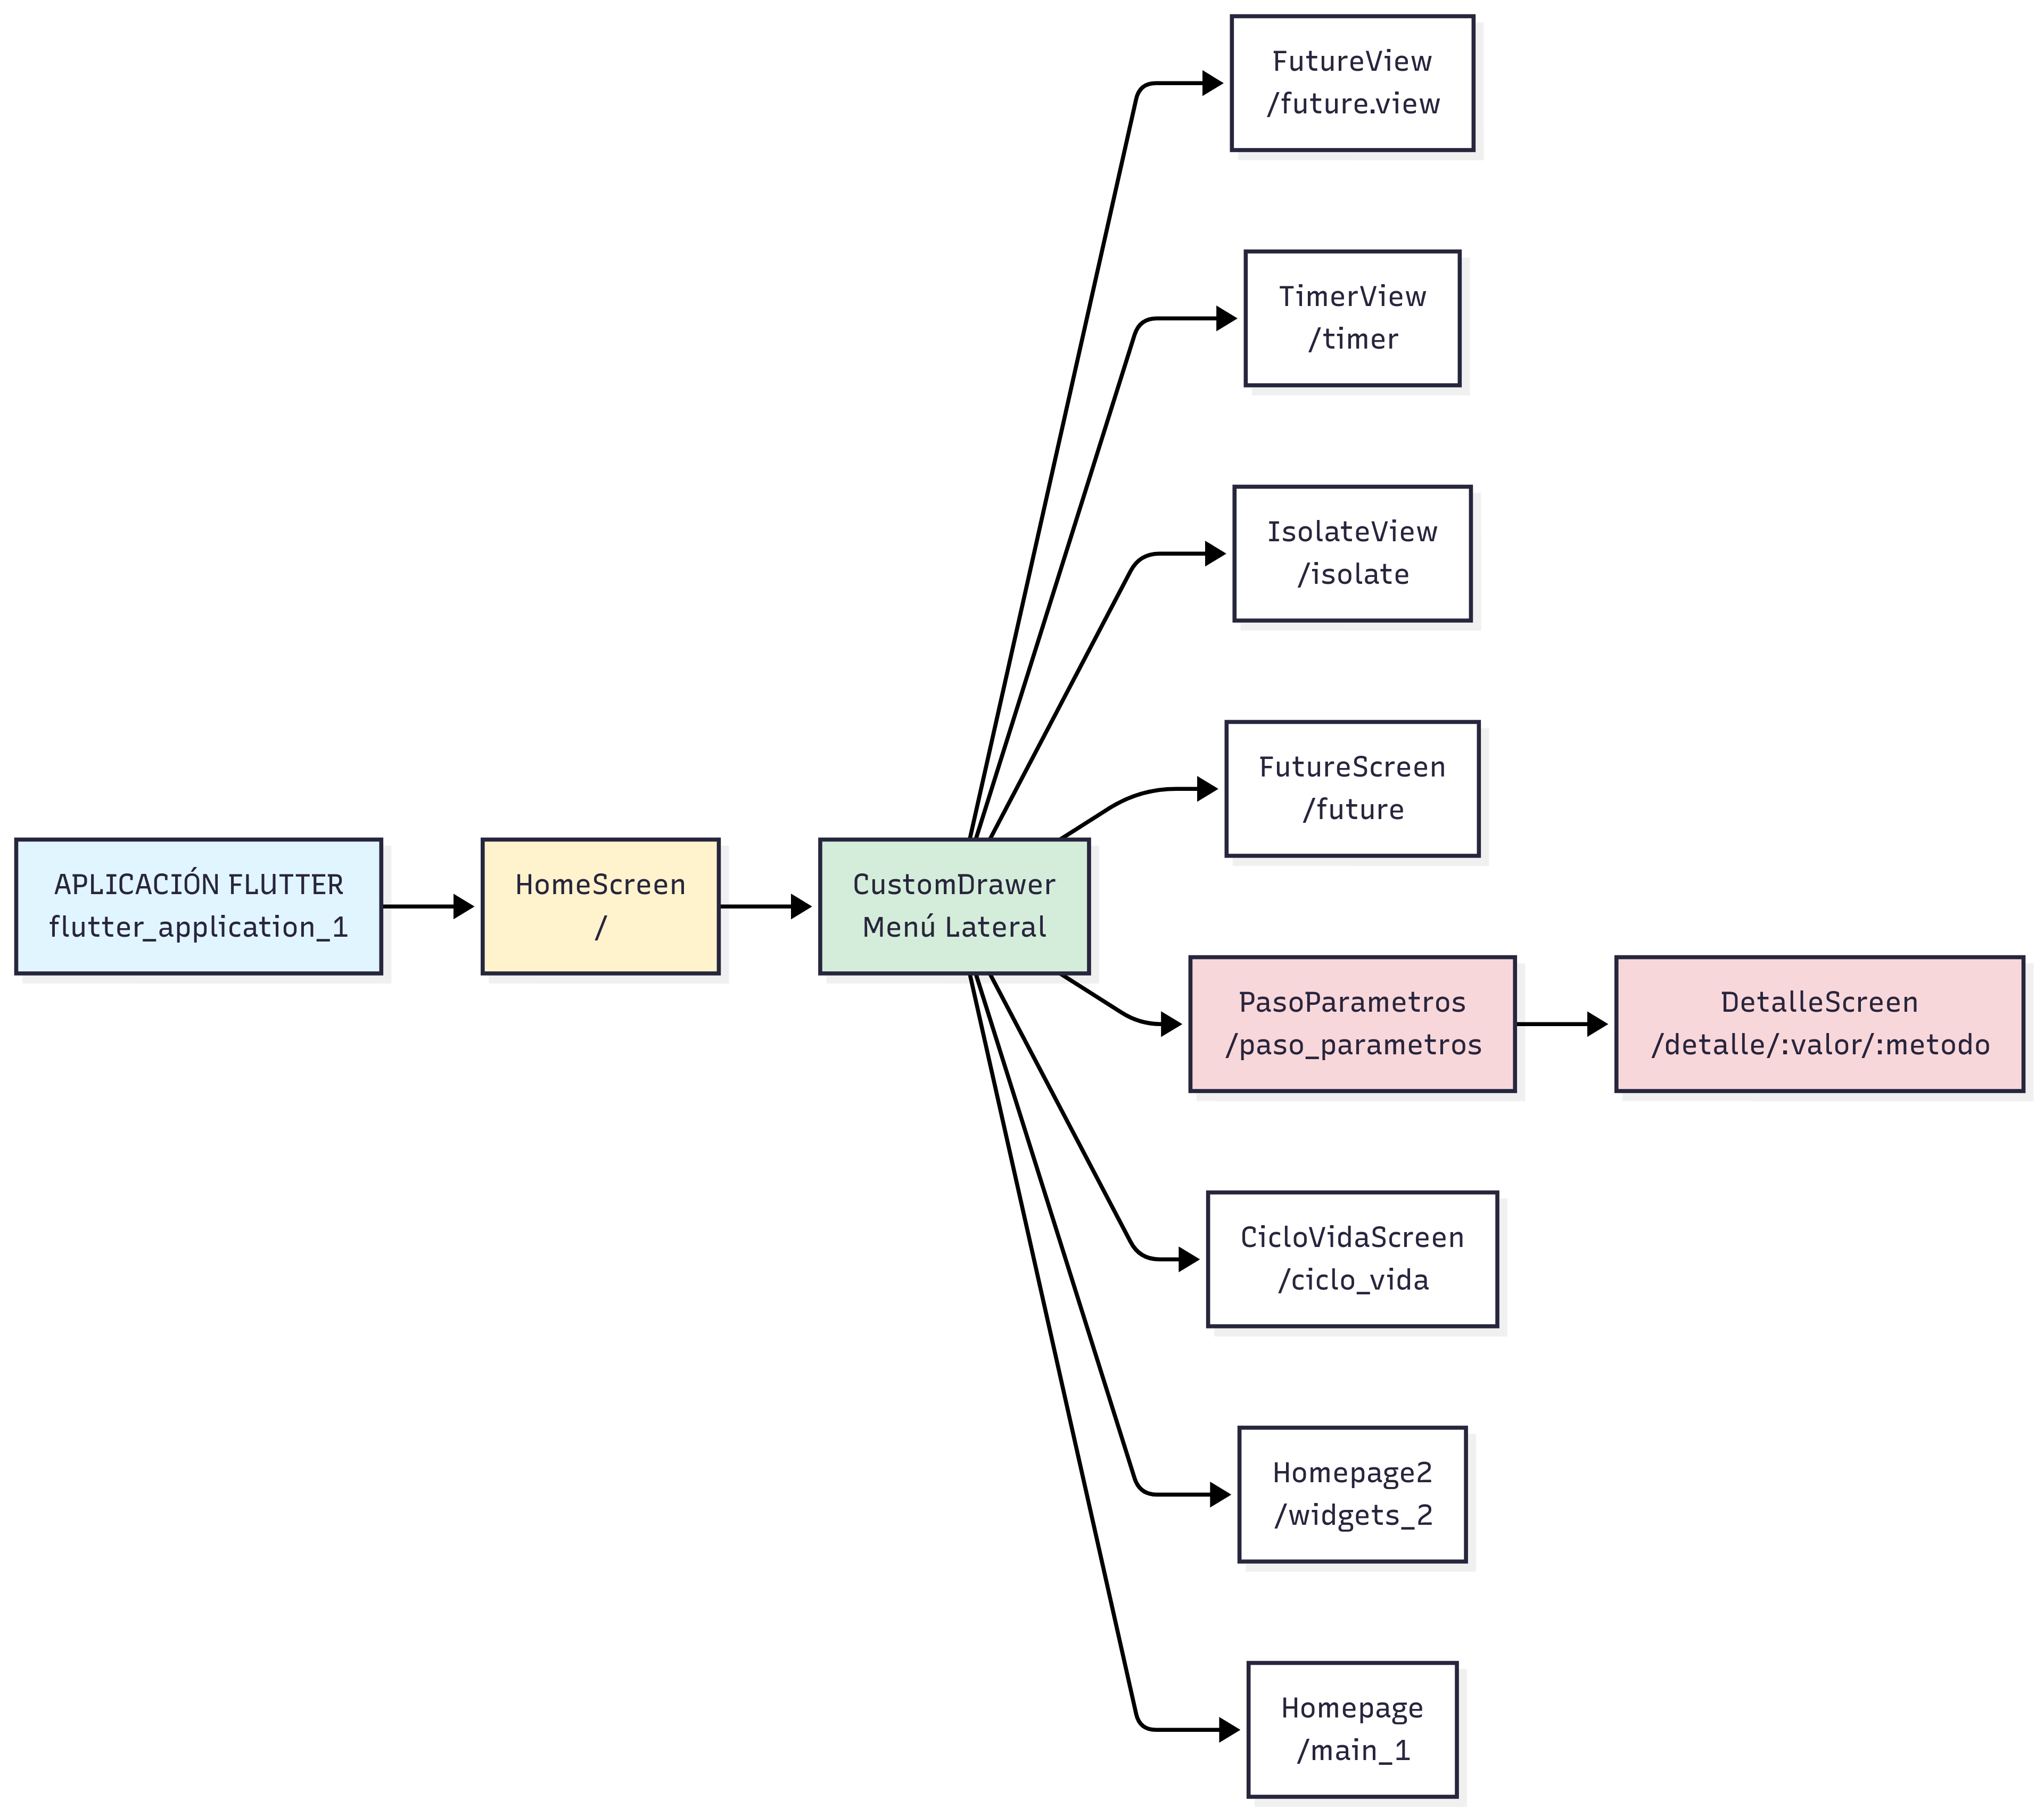 FutureView
/future.view
TimerView
/timer
IsolateView
/isolate
FutureScreen
/future
APLICACIÓN FLUTTER
flutter_application_1
HomeScreen
/
CustomDrawer
Menú Lateral
PasoParametros
/paso_parametros
DetalleScreen
/detalle/:valor/:metodo
CicloVidaScreen
/ciclo_vida
Homepage2
/widgets_2
Homepage
/main_1